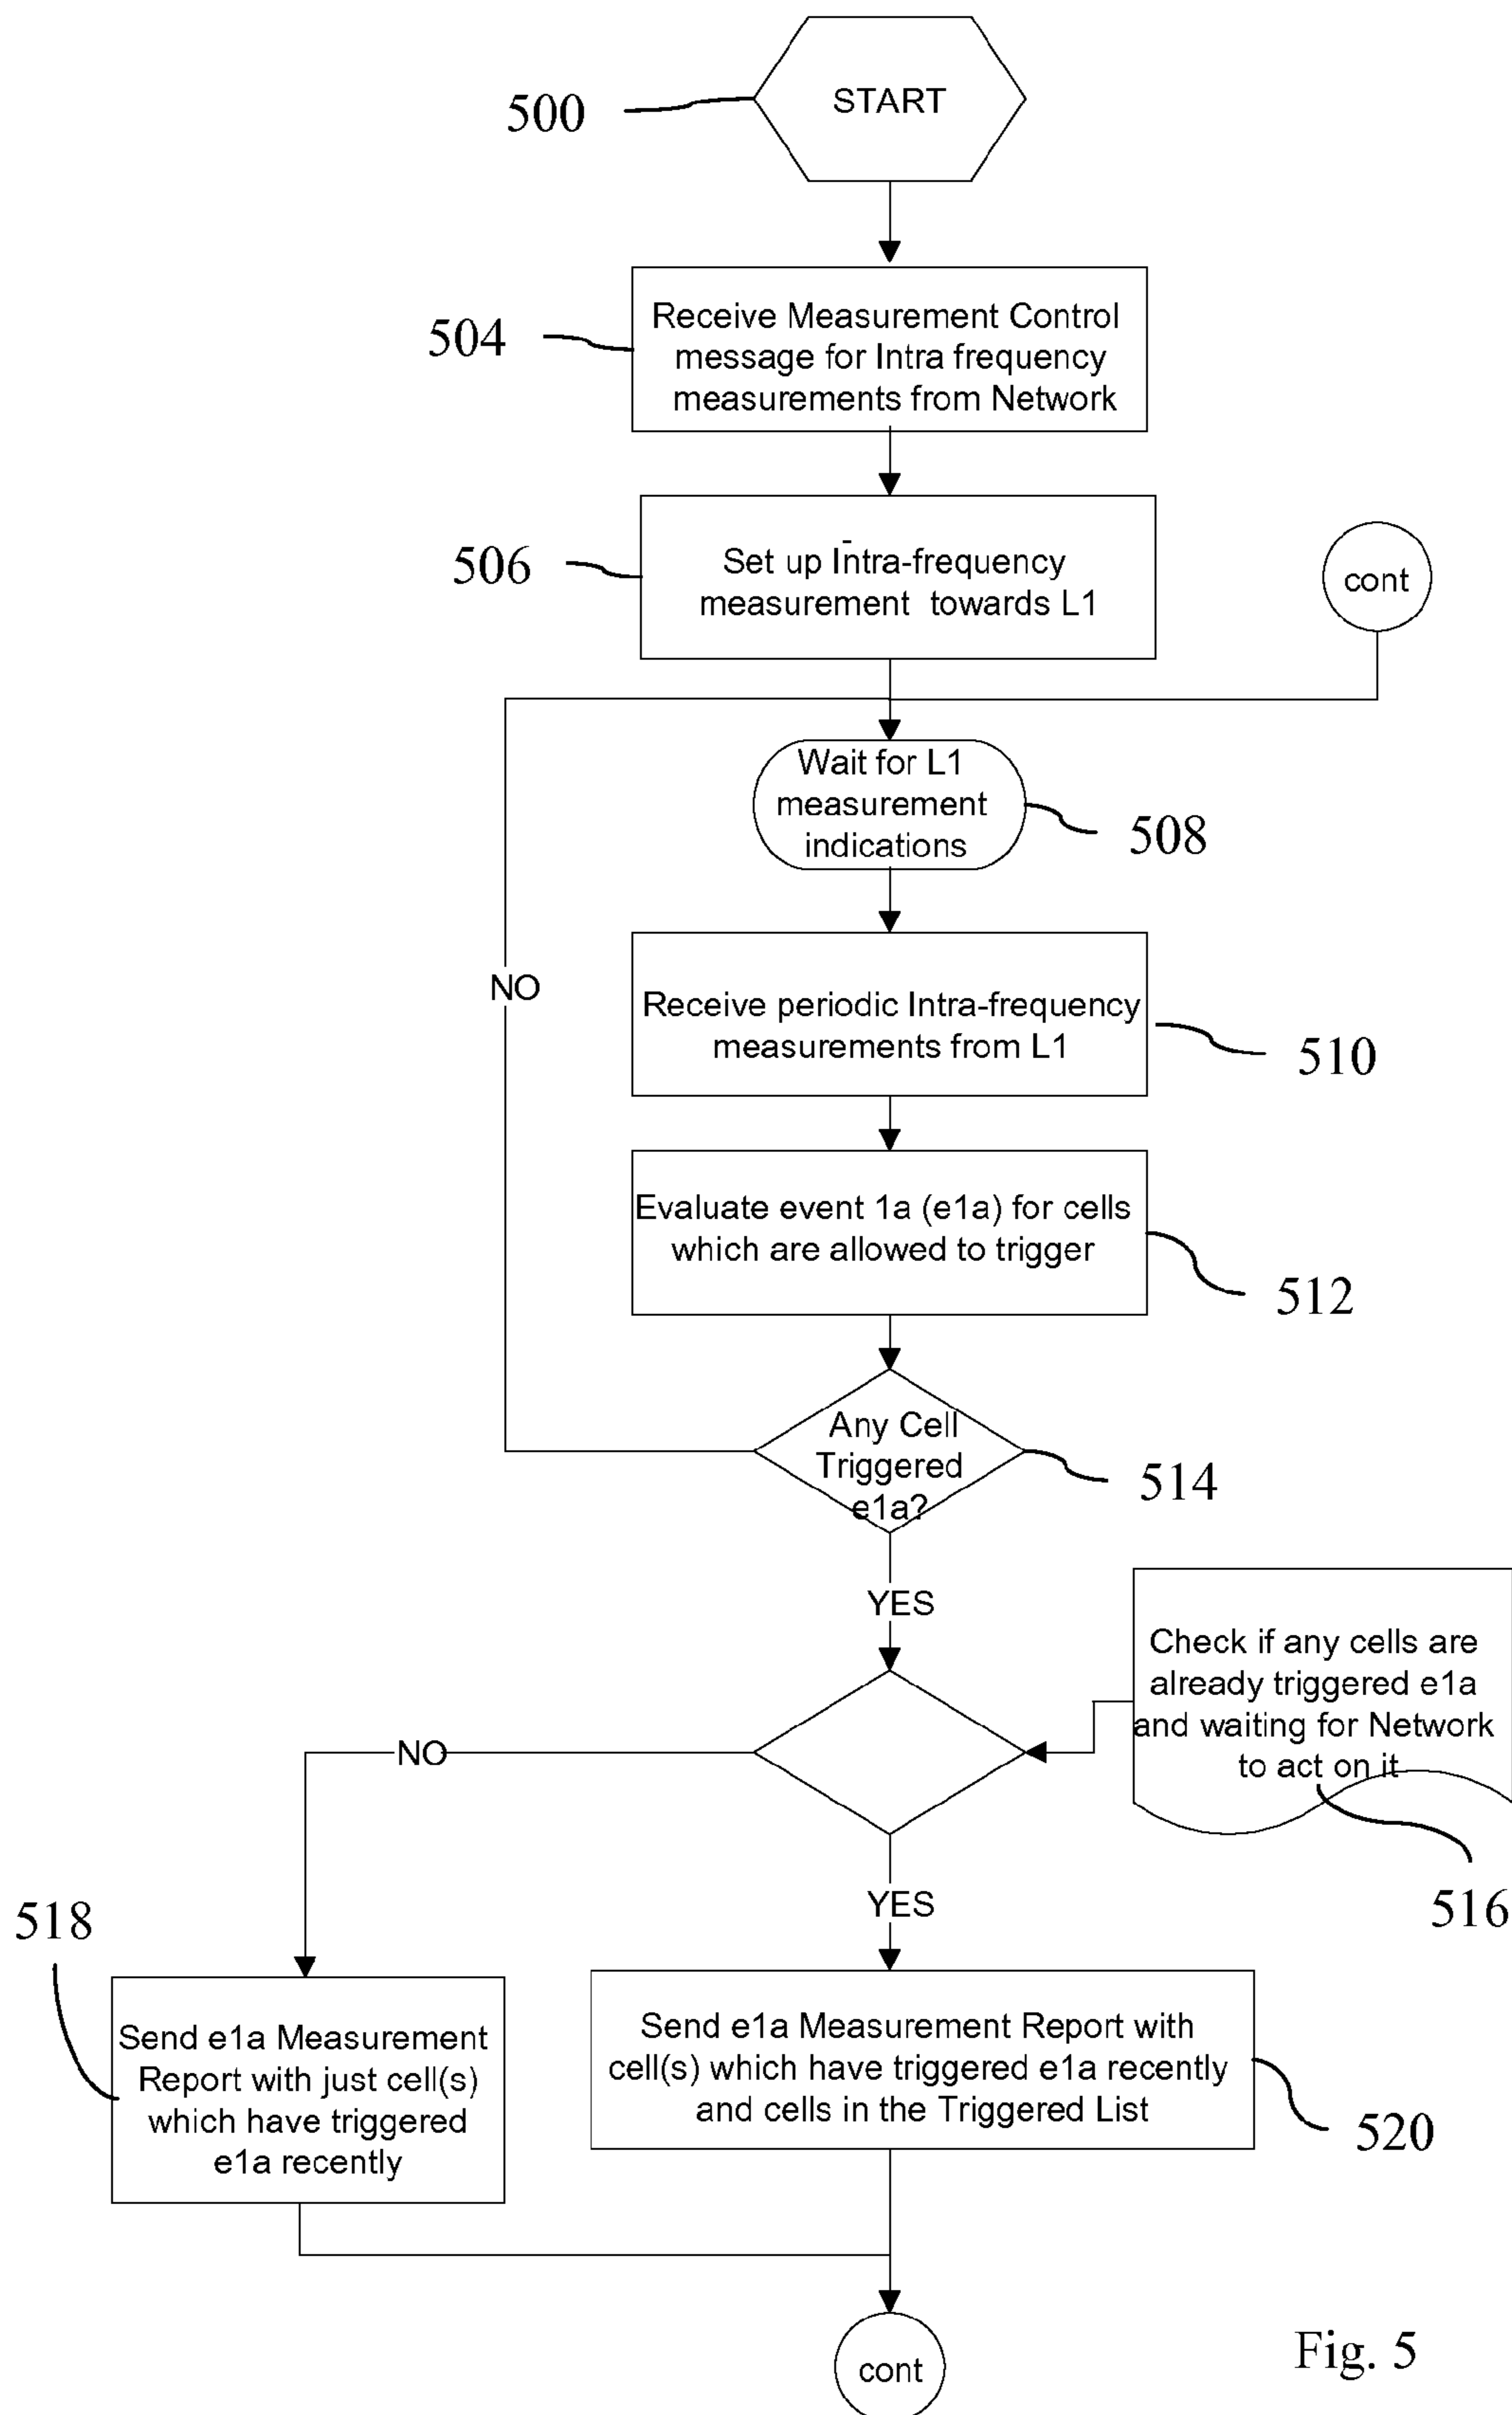 START
500
Receive Measurement Control
message for Intra frequency
measurements from Network
504
Set up Intra-frequency
measurement towards L1
506
cont
Wait for L1
measurement
indications
508
NO
Receive periodic Intra-frequency
measurements from L1
510
Evaluate event 1a (e1a) for cells
which are allowed to trigger
512
Any Cell
Triggered
e1a?
514
YES
Check if any cells are
already triggered e1a
and waiting for Network
to act on it
516
NO
YES
518
Send e1a Measurement
Report with just cell(s)
which have triggered
e1a recently
Send e1a Measurement Report with
cell(s) which have triggered e1a recently
and cells in the Triggered List
520
cont
Fig. 5